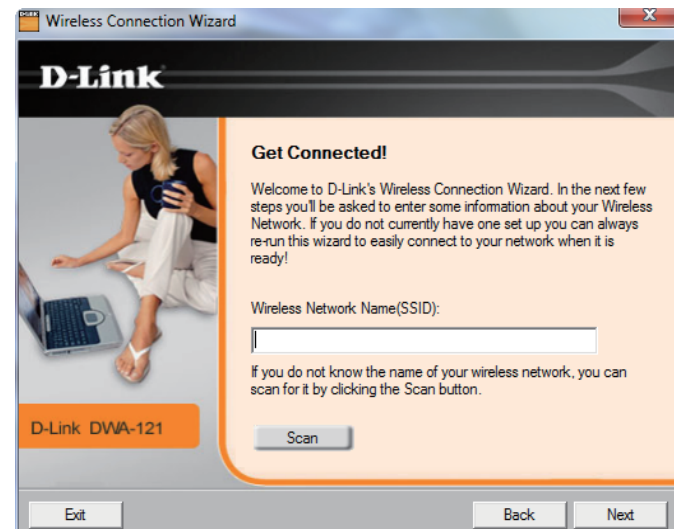 Wireless Connection Wizard
D-Link
Get Connected!
Welcome to D-Link's Wireless Connection Wizard. In the next few
steps you'll be asked to enter some information about your Wireless
Network. If you do not currently have one set up you can always
re-run this wizard to easily connect to your network when it is
ready!
Wireless Network Name(SSID):
If you do not know the name of your wireless network, you can
scan for it by clicking the Scan button.
D-Link DWA-121
Scan
Exit
Back
Next